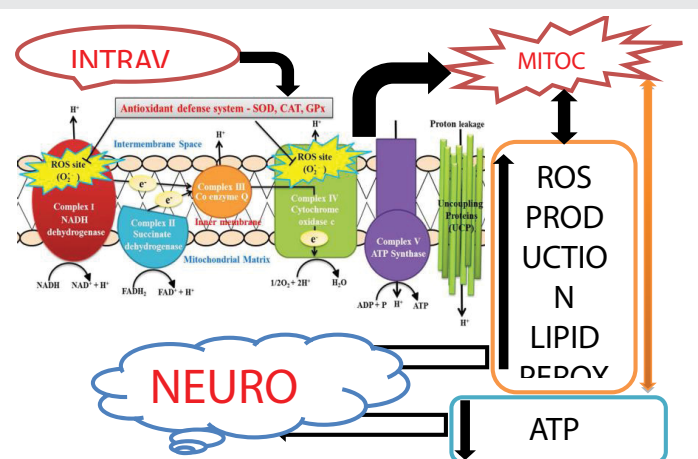 INTRAV
MITOC
H⁺
Antioxidant defense system - SOD, CAT, GPx
H⁺
H⁺
Proton leakage
Intermembrane Space
ROS site
(O₂⁻)
ROS site
(O₂⁻)
e⁻
e⁻
Complex I
NADH
dehydrogenase
Complex II
Succinate
dehydrogenase
Complex III
Co enzyme Q
Inner membrane
Mitochondrial Matrix
Complex IV
Cytochrome
oxidase c
e⁻
Complex V
ATP Synthase
Uncoupling
Proteins
(UCP)
NADH
NAD⁺ + H⁺
FADH₂
FAD⁺ + H⁺
1/2O₂ + 2H⁺
H₂O
ADP + P
H⁺
ATP
H⁺
ROS
PROD
UCTIO
N
LIPID
PEROX
NEURO
ATP